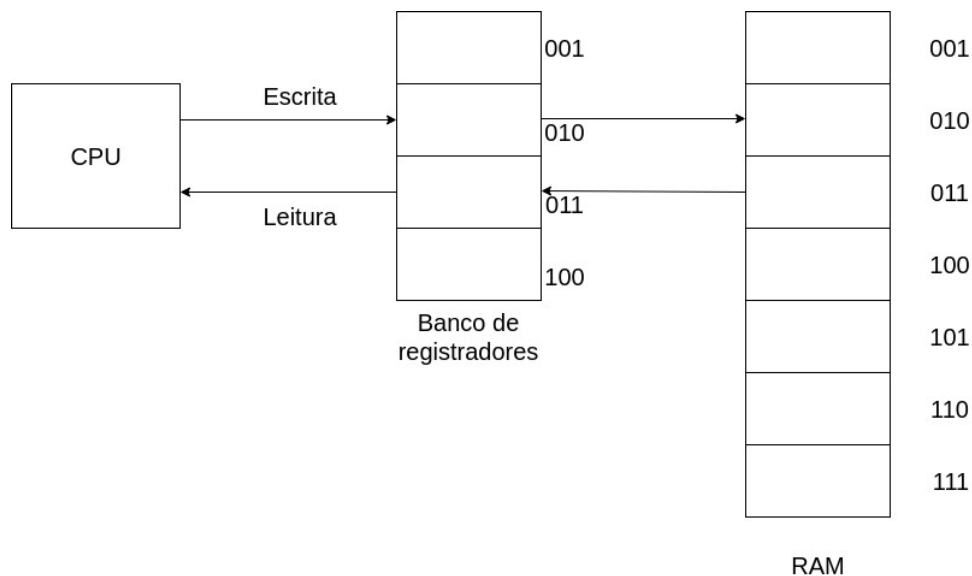 CPU
Escrita
Leitura
001
010
011
100
Banco de
registradores
001
010
011
100
101
110
111
RAM